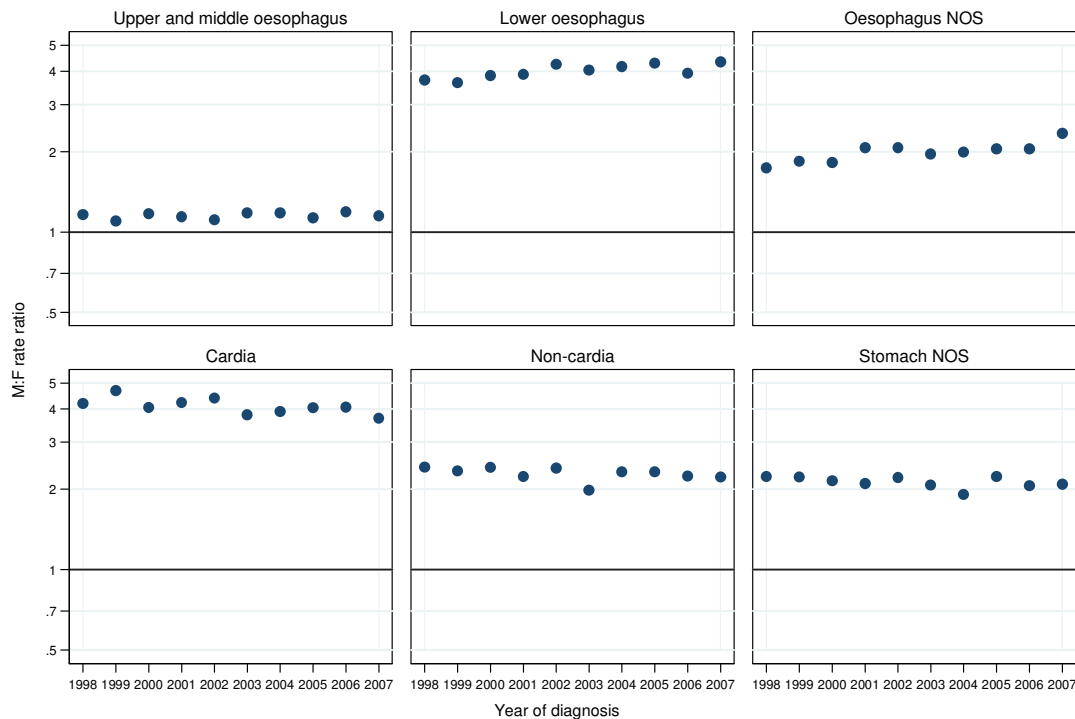 Upper and middle oesophagus
Lower oesophagus
Oesophagus NOS
5
4
3
2
1
.7
.5
M:F rate ratio
Cardia
Non-cardia
Stomach NOS
5
4
3
2
1
.7
.5
1998 1999 2000 2001 2002 2003 2004 2005 2006 2007
1998 1999 2000 2001 2002 2003 2004 2005 2006 2007
1998 1999 2000 2001 2002 2003 2004 2005 2006 2007
Year of diagnosis